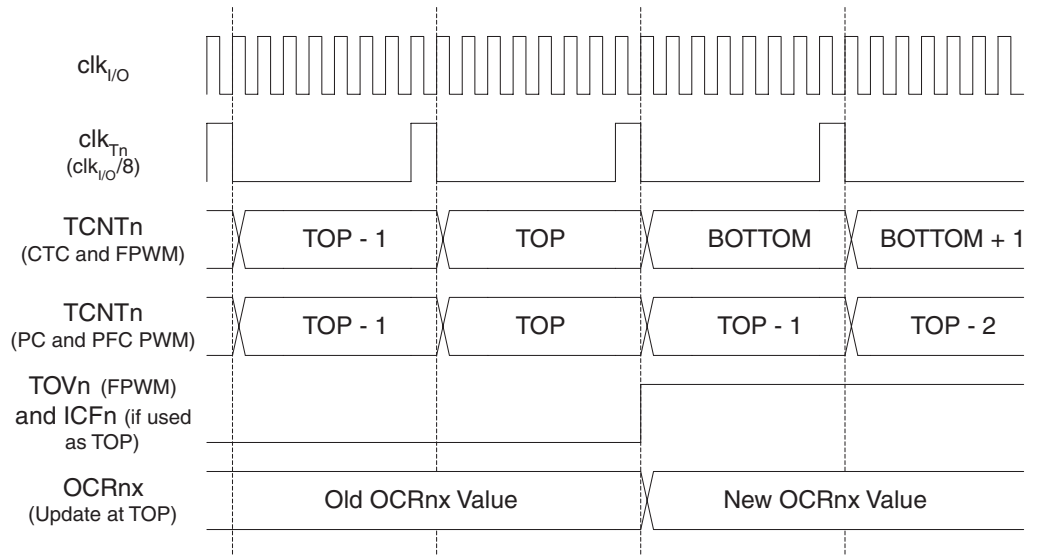 clkI/O
clkTn
(clkI/O/8)
TCNTn
(CTC and FPWM)
TOP - 1
TOP
BOTTOM
BOTTOM + 1
TCNTn
(PC and PFC PWM)
TOP - 1
TOP
TOP - 1
TOP - 2
TOVn (FPWM)
and ICFn (if used
as TOP)
OCRnx
(Update at TOP)
Old OCRnx Value
New OCRnx Value